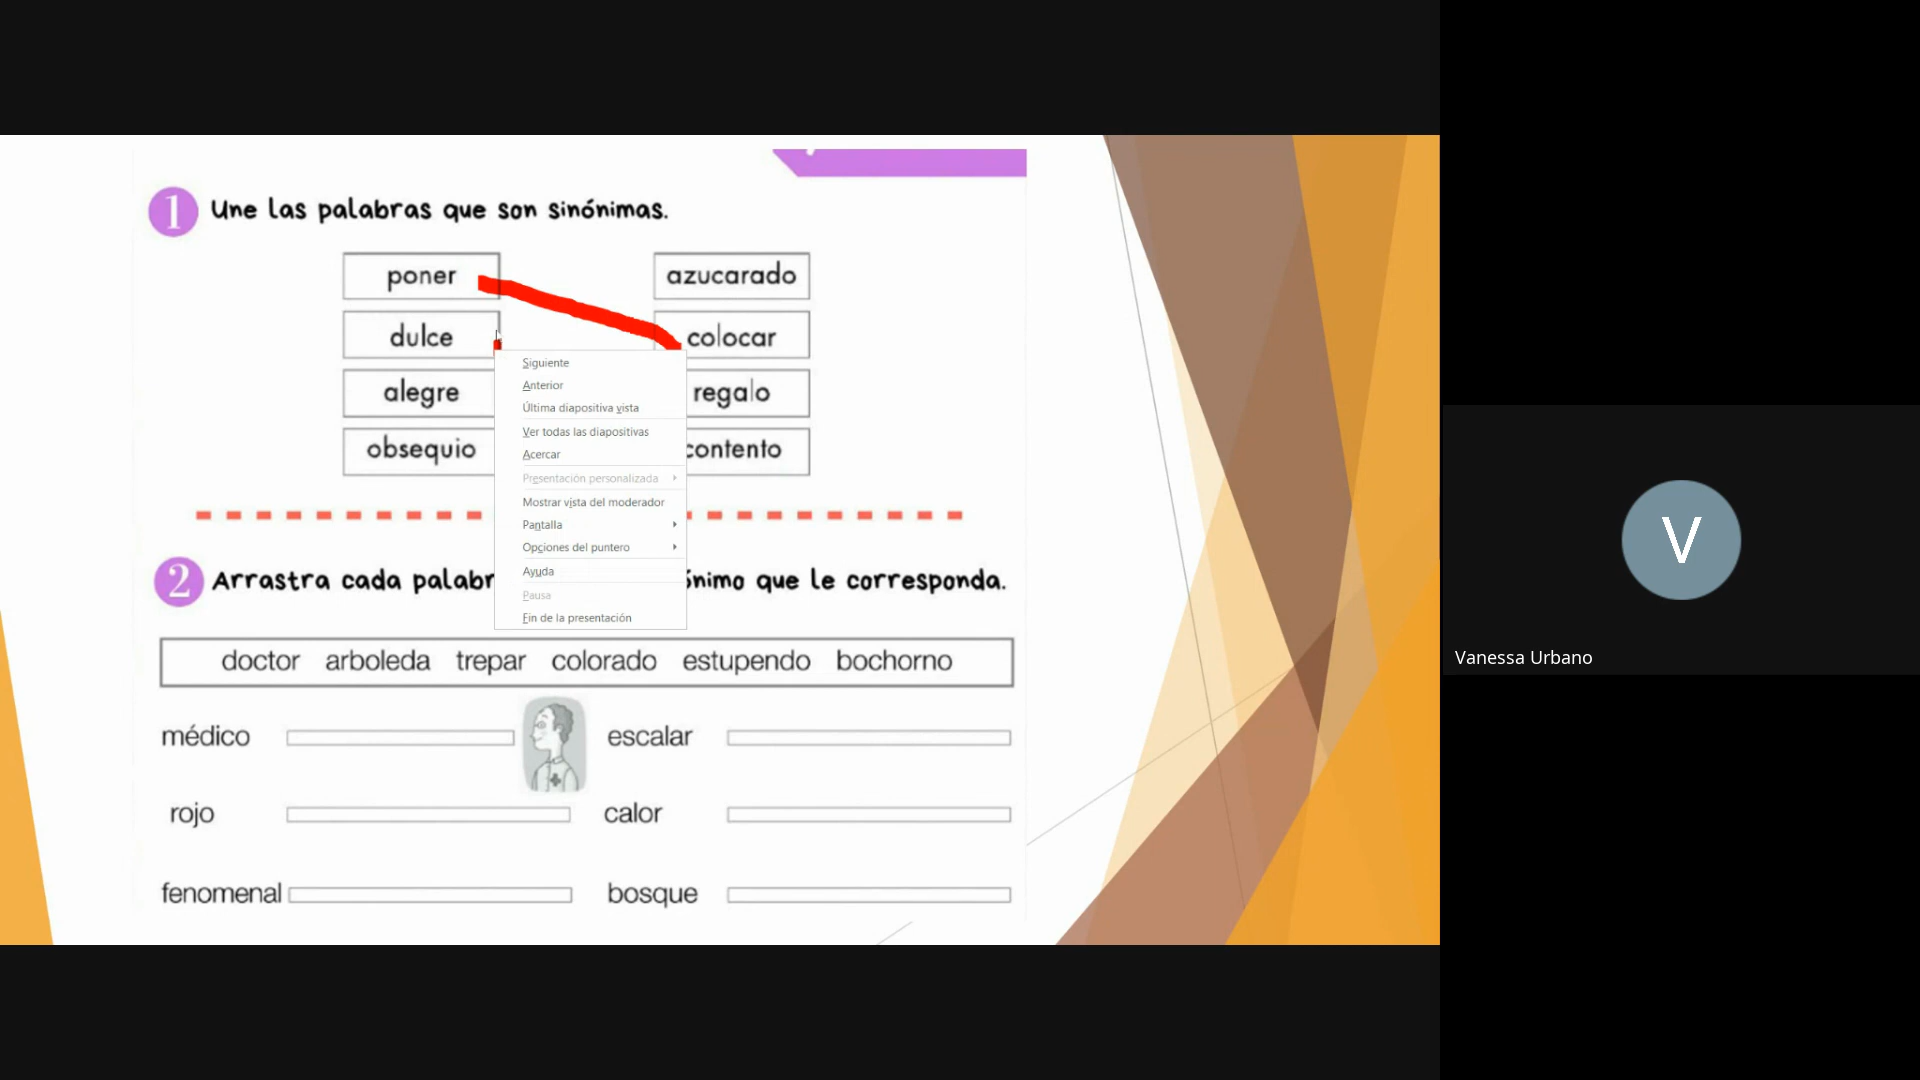 1 Une las palabras que son sinónimas.
poner azucarado
dulce colocar
alegre regalo
obsequio contento
Siguiente
Anterior
Última diapositiva vista
Ver todas las diapositivas
Acercar
Presentación personalizada
Mostrar vista del moderador
Pantalla
Opciones del puntero
Ayuda
Pausa
Fin de la presentación
2 Arrastra cada palabr ónimo que le corresponda.
doctor arboleda trepar colorado estupendo bochorno
médico escalar
rojo calor
fenomenal bosque
V
Vanessa Urbano